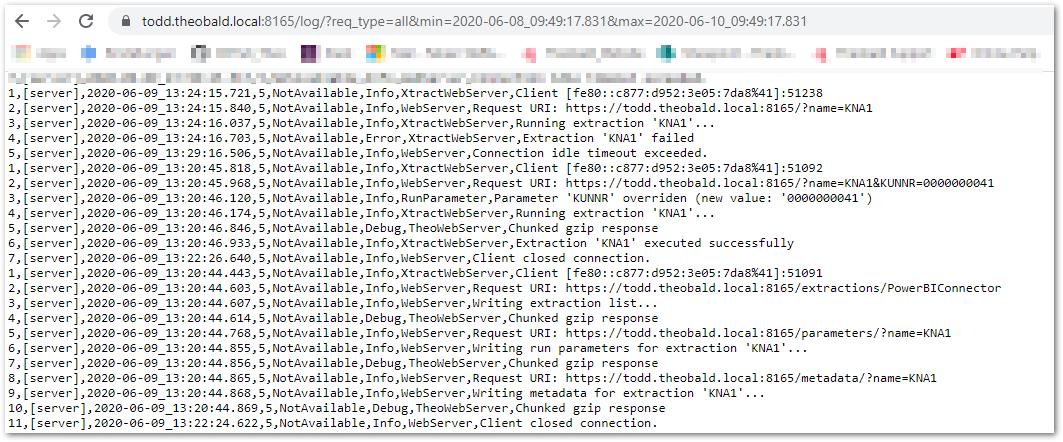 todd.theobald.local:8165/log/?req_type=all&min=2020-06-08_09:49:17.831&max=2020-06-10_09:49:17.831
1,[server],2020-06-09_13:24:15.721,5,NotAvailable,Info,XtractWebServer,Client [fe80::c877:d952:3e05:7da8%41]:51238
2,[server],2020-06-09_13:24:15.840,5,NotAvailable,Info,WebServer,Request URI: https://todd.theobald.local:8165/?name=KNA1
3,[server],2020-06-09_13:24:16.037,5,NotAvailable,Info,XtractWebServer,Running extraction 'KNA1'...
4,[server],2020-06-09_13:24:16.703,5,NotAvailable,Error,XtractWebServer,Extraction 'KNA1' failed
5,[server],2020-06-09_13:29:16.506,5,NotAvailable,Info,WebServer,Connection idle timeout exceeded.
1,[server],2020-06-09_13:20:45.818,5,NotAvailable,Info,XtractWebServer,Client [fe80::c877:d952:3e05:7da8%41]:51092
2,[server],2020-06-09_13:20:45.968,5,NotAvailable,Info,WebServer,Request URI: https://todd.theobald.local:8165/?name=KNA1&KUNNR=0000000041
3,[server],2020-06-09_13:20:46.120,5,NotAvailable,Info,RunParameter,Parameter 'KUNNR' overriden (new value: '0000000041')
4,[server],2020-06-09_13:20:46.174,5,NotAvailable,Info,XtractWebServer,Running extraction 'KNA1'...
5,[server],2020-06-09_13:20:46.846,5,NotAvailable,Debug,TheoWebServer,Chunked gzip response
6,[server],2020-06-09_13:20:46.933,5,NotAvailable,Info,XtractWebServer,Extraction 'KNA1' executed successfully
7,[server],2020-06-09_13:22:26.640,5,NotAvailable,Info,WebServer,Client closed connection.
1,[server],2020-06-09_13:20:44.443,5,NotAvailable,Info,XtractWebServer,Client [fe80::c877:d952:3e05:7da8%41]:51091
2,[server],2020-06-09_13:20:44.603,5,NotAvailable,Info,WebServer,Request URI: https://todd.theobald.local:8165/extractions/PowerBIConnector
3,[server],2020-06-09_13:20:44.607,5,NotAvailable,Info,WebServer,Writing extraction list...
4,[server],2020-06-09_13:20:44.614,5,NotAvailable,Debug,TheoWebServer,Chunked gzip response
5,[server],2020-06-09_13:20:44.768,5,NotAvailable,Info,WebServer,Request URI: https://todd.theobald.local:8165/parameters/?name=KNA1
6,[server],2020-06-09_13:20:44.855,5,NotAvailable,Info,WebServer,Writing run parameters for extraction 'KNA1'...
7,[server],2020-06-09_13:20:44.856,5,NotAvailable,Debug,TheoWebServer,Chunked gzip response
8,[server],2020-06-09_13:20:44.865,5,NotAvailable,Info,WebServer,Request URI: https://todd.theobald.local:8165/metadata/?name=KNA1
9,[server],2020-06-09_13:20:44.868,5,NotAvailable,Info,WebServer,Writing metadata for extraction 'KNA1'...
10,[server],2020-06-09_13:20:44.869,5,NotAvailable,Debug,TheoWebServer,Chunked gzip response
11,[server],2020-06-09_13:22:24.622,5,NotAvailable,Info,WebServer,Client closed connection.